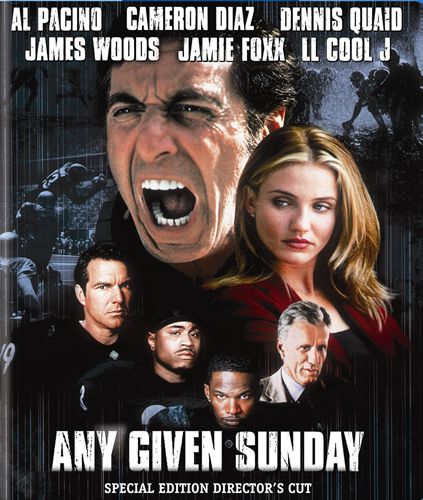 AL PACINO CAMERON DIAZ DENNIS QUAID
JAMES WOODS JAMIE FOXX LL COOL J
ANY GIVEN SUNDAY
SPECIAL EDITION DIRECTOR'S CUT